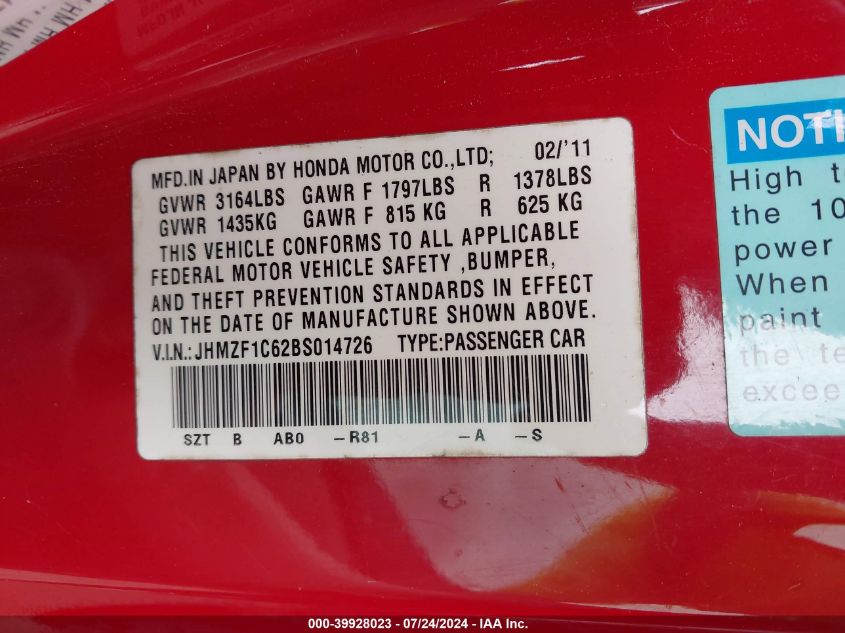 MFD.IN JAPAN BY HONDA MOTOR CO.,LTD; 02/'11
GVWR 3164LBS GAWR F 1797LBS R 1378LBS
GVWR 1435KG GAWR F 815 KG R 625 KG
THIS VEHICLE CONFORMS TO ALL APPLICABLE
FEDERAL MOTOR VEHICLE SAFETY ,BUMPER,
AND THEFT PREVENTION STANDARDS IN EFFECT
ON THE DATE OF MANUFACTURE SHOWN ABOVE.
V.I.N.:JHMZF1C62BS014726 TYPE:PASSENGER CAR
SZT B AB0 -R81 -A -S
NOTI
High t
the 10
power
When
paint
the te
excee
000-39928023 - 07/24/2024 - IAA Inc.